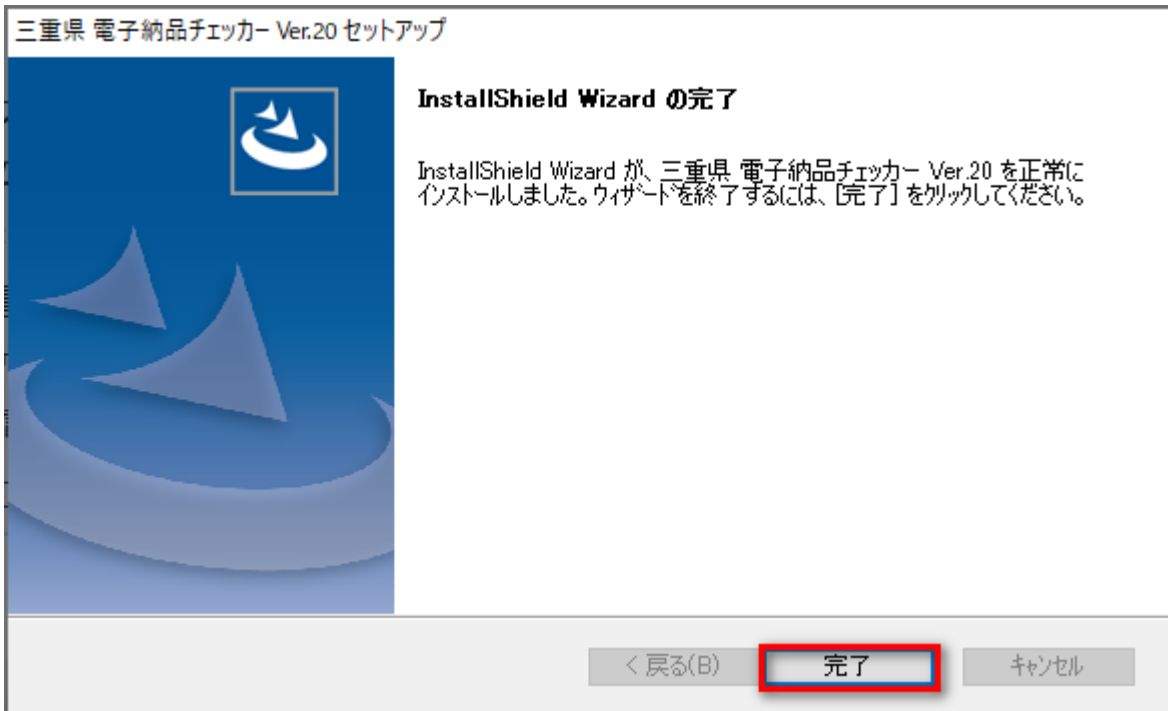 三重県 電子納品チェッカー Ver.20 セットアップ
InstallShield Wizard の完了
InstallShield Wizard が、三重県 電子納品チェッカー Ver.20 を正常に
インストールしました。ウィザードを終了するには、[完了] をクリックしてください。
< 戻る(B)
完了
キャンセル